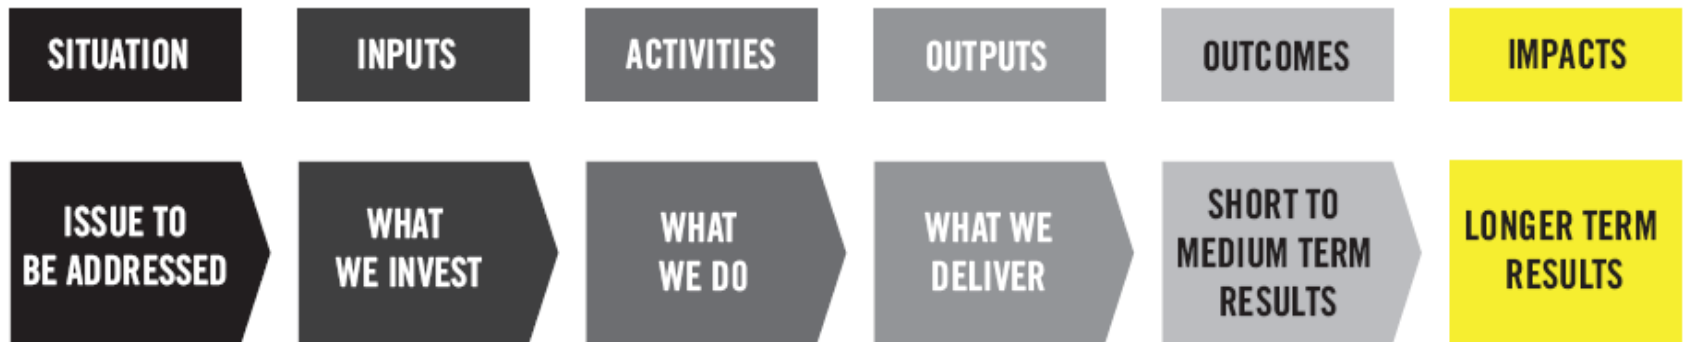 SITUATION
INPUTS
ACTIVITIES
OUTPUTS
OUTCOMES
IMPACTS
ISSUE TO
BE ADDRESSED
WHAT
WE INVEST
WHAT
WE DO
WHAT WE
DELIVER
SHORT TO
MEDIUM TERM
RESULTS
LONGER TERM
RESULTS